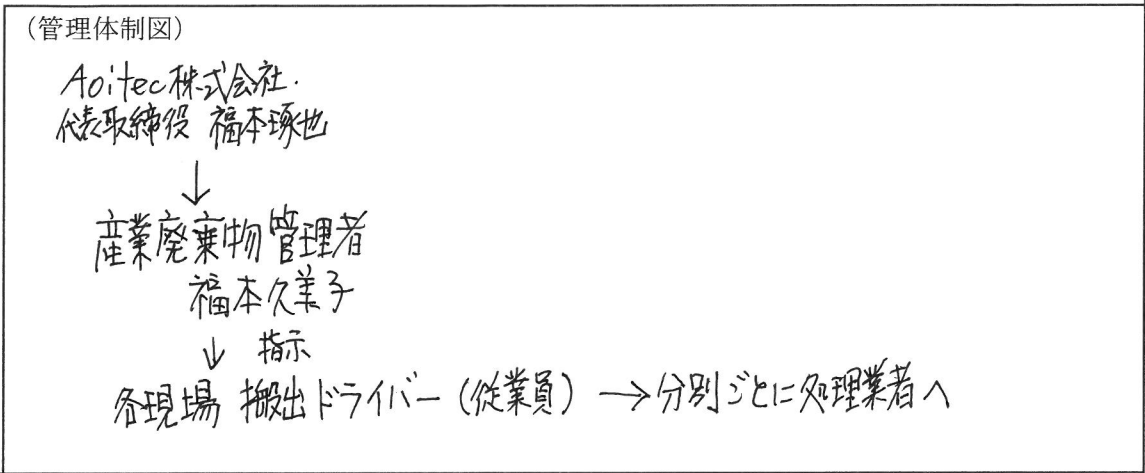 （管理体制図）
Aoitec株式会社.
代表取締役 福本琢也
↓
産業廃棄物管理者
福本久美子
↓ 指示
各現場 搬出ドライバー（従業員）→分別ごとに処理業者へ